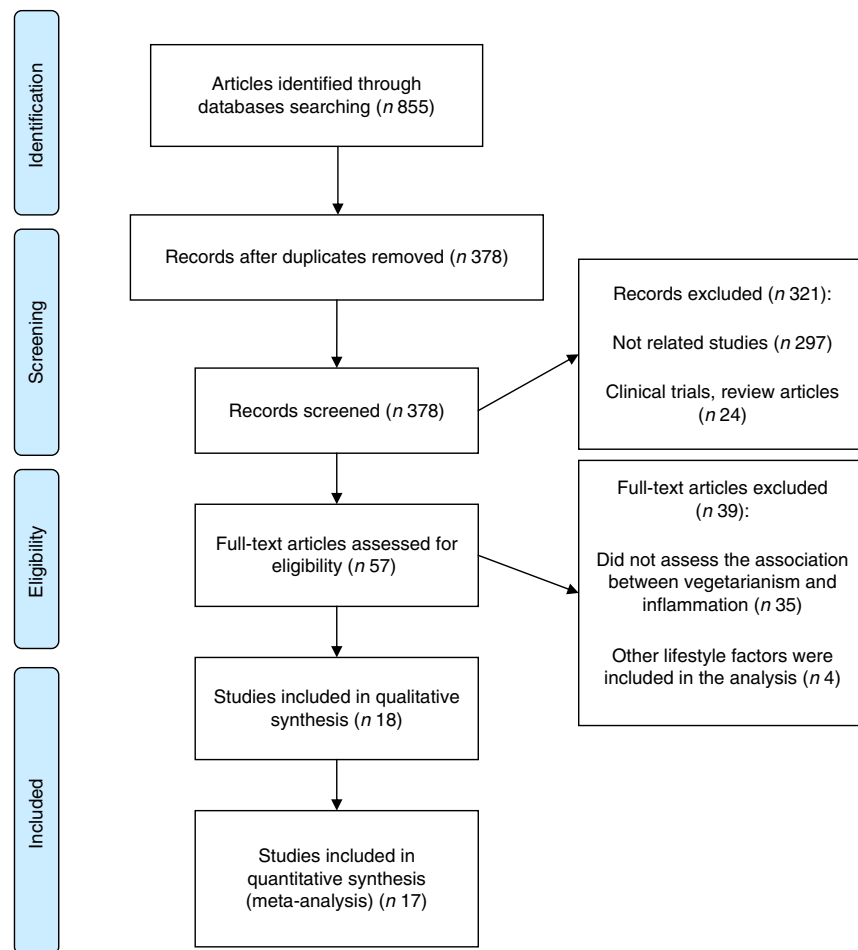 Identification
Articles identified through
databases searching (n 855)
Screening
Records after duplicates removed (n 378)
Records screened (n 378)
Records excluded (n 321):
Not related studies (n 297)
Clinical trials, review articles
(n 24)
Eligibility
Full-text articles assessed for
eligibility (n 57)
Full-text articles excluded
(n 39):
Did not assess the association
between vegetarianism and
inflammation (n 35)
Other lifestyle factors were
included in the analysis (n 4)
Included
Studies included in qualitative
synthesis (n 18)
Studies included in
quantitative synthesis
(meta-analysis) (n 17)